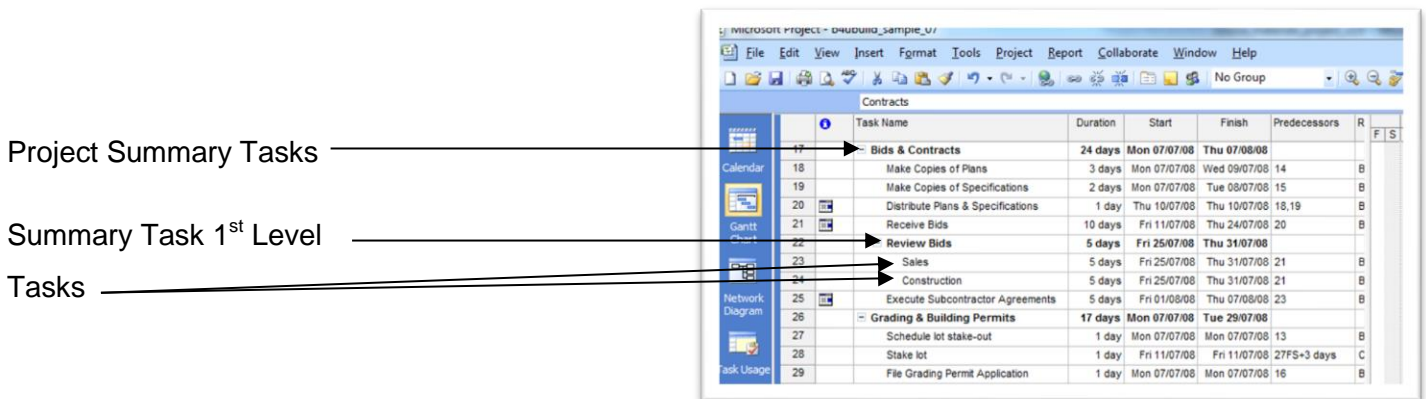 Project Summary Tasks
Summary Task 1st Level
Tasks
Microsoft Project - b4ubuild_sample_07
File Edit View Insert Format Tools Project Report Collaborate Window Help
No Group
Contracts
Task Name Duration Start Finish Predecessors R F S
17 Bids & Contracts 24 days Mon 07/07/08 Thu 07/08/08
18 Make Copies of Plans 3 days Mon 07/07/08 Wed 09/07/08 14 B
19 Make Copies of Specifications 2 days Mon 07/07/08 Tue 08/07/08 15 B
20 Distribute Plans & Specifications 1 day Thu 10/07/08 Thu 10/07/08 18,19 B
21 Receive Bids 10 days Fri 11/07/08 Thu 24/07/08 20 B
22 Review Bids 5 days Fri 25/07/08 Thu 31/07/08
23 Sales 5 days Fri 25/07/08 Thu 31/07/08 21 B
24 Construction 5 days Fri 25/07/08 Thu 31/07/08 21 B
25 Execute Subcontractor Agreements 5 days Fri 01/08/08 Thu 07/08/08 23 B
26 Grading & Building Permits 17 days Mon 07/07/08 Tue 29/07/08
27 Schedule lot stake-out 1 day Mon 07/07/08 Mon 07/07/08 13 B
28 Stake lot 1 day Fri 11/07/08 Fri 11/07/08 27FS+3 days C
29 File Grading Permit Application 1 day Mon 07/07/08 Mon 07/07/08 16 B
Calendar
Gantt
Chart
Network
Diagram
Task Usage